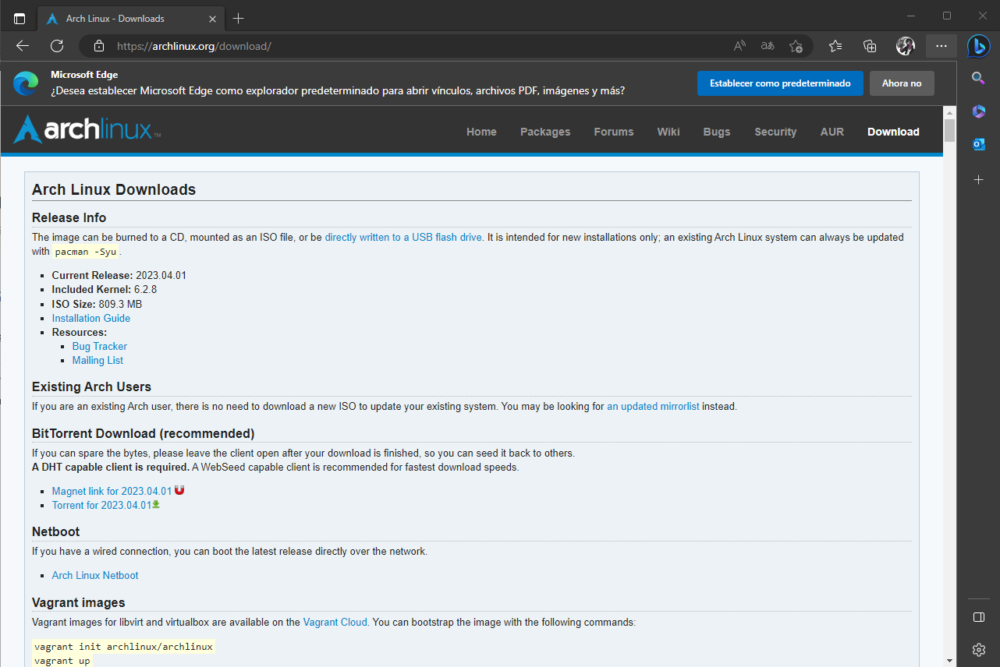 Arch Linux - Downloads
https://archlinux.org/download/
Microsoft Edge
¿Desea establecer Microsoft Edge como explorador predeterminado para abrir vínculos, archivos PDF, imágenes y más?
Establecer como predeterminado
Ahora no
archlinux™
Home Packages Forums Wiki Bugs Security AUR Download
Arch Linux Downloads
Release Info
The image can be burned to a CD, mounted as an ISO file, or be directly written to a USB flash drive. It is intended for new installations only; an existing Arch Linux system can always be updated
with pacman -Syu.
Current Release: 2023.04.01
Included Kernel: 6.2.8
ISO Size: 809.3 MB
Installation Guide
Resources:
Bug Tracker
Mailing List
Existing Arch Users
If you are an existing Arch user, there is no need to download a new ISO to update your existing system. You may be looking for an updated mirrorlist instead.
BitTorrent Download (recommended)
If you can spare the bytes, please leave the client open after your download is finished, so you can seed it back to others.
A DHT capable client is required. A WebSeed capable client is recommended for fastest download speeds.
Magnet link for 2023.04.01
Torrent for 2023.04.01
Netboot
If you have a wired connection, you can boot the latest release directly over the network.
Arch Linux Netboot
Vagrant images
Vagrant images for libvirt and virtualbox are available on the Vagrant Cloud. You can bootstrap the image with the following commands:
vagrant init archlinux/archlinux
vagrant up